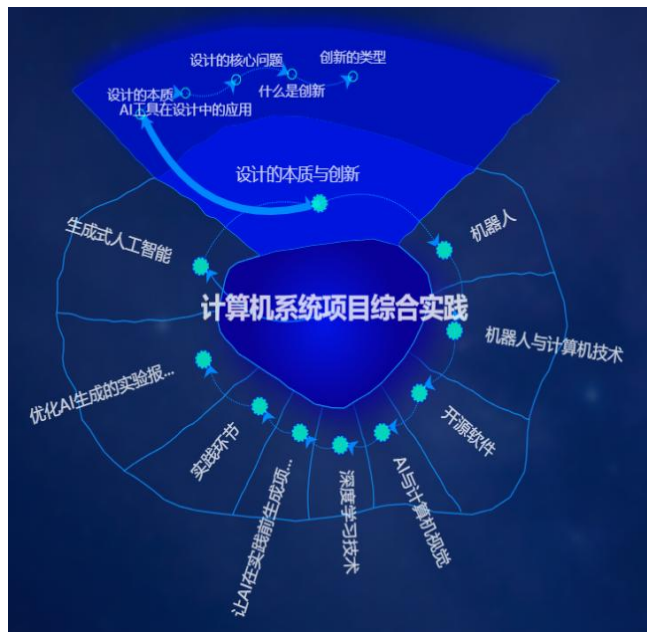 设计的核心问题
创新的类型
设计的本质
什么是创新
AI工具在设计中的应用
设计的本质与创新
生成式人工智能
机器人
计算机系统项目综合实践
机器人与计算机技术
优化AI生成的实验报...
开源软件
实践环节
AI与计算机视觉
让AI在实践前生成项...
深度学习技术